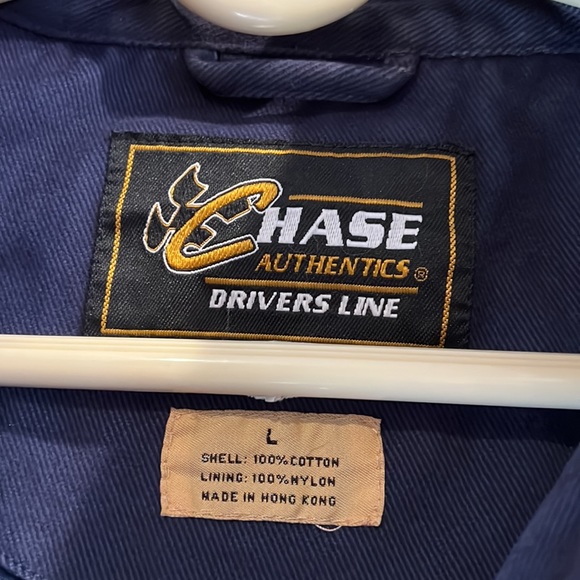 CHASE
AUTHENTICS®
DRIVERS LINE
L
SHELL: 100% COTTON
LINING: 100% NYLON
MADE IN HONG KONG